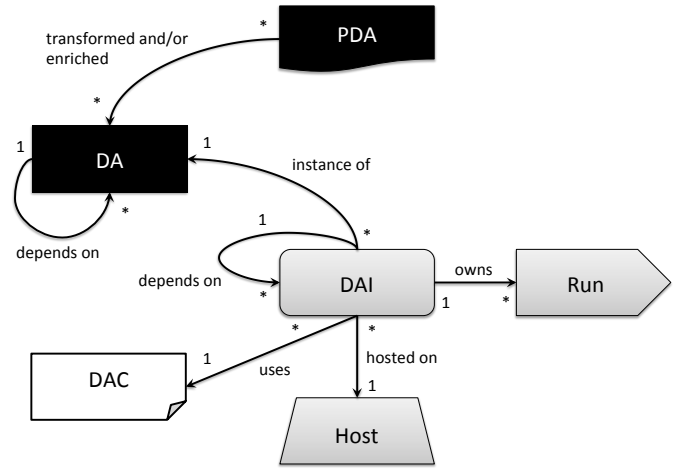 transformed and/or
enriched
*
PDA
*
1
DA
1
*
depends on
instance of
1
*
depends on
*
DAI
owns
1
*
Run
*
*
1
uses
hosted on
DAC
1
Host